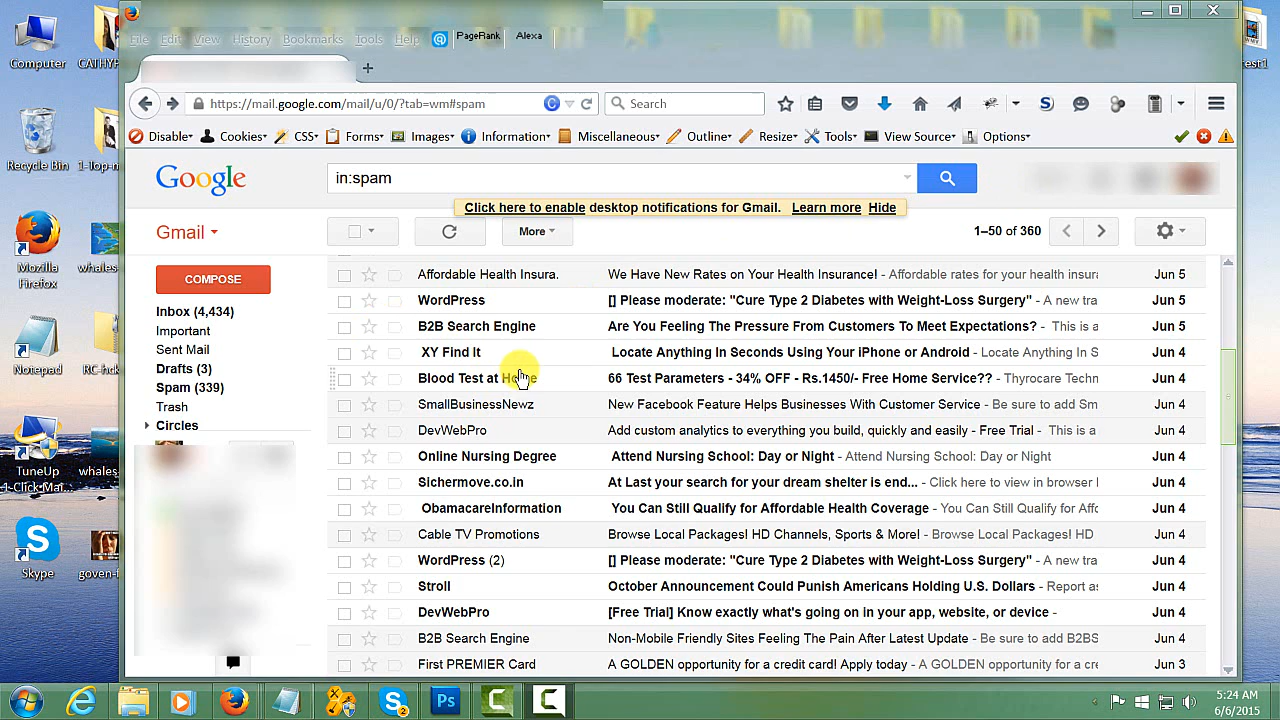 File Edit View History Bookmarks Tools Help PageRank Alexa
https://mail.google.com/mail/u/0/?tab=wm#spam Search
Disable Cookies CSS Forms Images Information Miscellaneous Outline Resize Tools View Source Options
Google in:spam
Click here to enable desktop notifications for Gmail. Learn more Hide
Gmail More 1–50 of 360
COMPOSE
Inbox (4,434)
Important
Sent Mail
Drafts (3)
Spam (339)
Trash
Circles
Affordable Health Insura. We Have New Rates on Your Health Insurance! - Affordable rates for your health insura Jun 5
WordPress [] Please moderate: "Cure Type 2 Diabetes with Weight-Loss Surgery" - A new tra Jun 5
B2B Search Engine Are You Feeling The Pressure From Customers To Meet Expectations? - This is a Jun 5
XY Find It Locate Anything In Seconds Using Your iPhone or Android - Locate Anything In S Jun 4
Blood Test at Home 66 Test Parameters - 34% OFF - Rs.1450/- Free Home Service?? - Thyrocare Techn Jun 4
SmallBusinessNewz New Facebook Feature Helps Businesses With Customer Service - Be sure to add Sm Jun 4
DevWebPro Add custom analytics to everything you build, quickly and easily - Free Trial - This is a Jun 4
Online Nursing Degree Attend Nursing School: Day or Night - Attend Nursing School: Day or Night Jun 4
Sichermove.co.in At Last your search for your dream shelter is end... - Click here to view in browser Jun 4
ObamacareInformation You Can Still Qualify for Affordable Health Coverage - You Can Still Qualify for Affo Jun 4
Cable TV Promotions Browse Local Packages! HD Channels, Sports & More! - Browse Local Packages! HD Jun 4
WordPress (2) [] Please moderate: "Cure Type 2 Diabetes with Weight-Loss Surgery" - A new tra Jun 4
Stroll October Announcement Could Punish Americans Holding U.S. Dollars - Report as Jun 4
DevWebPro [Free Trial] Know exactly what's going on in your app, website, or device - Jun 4
B2B Search Engine Non-Mobile Friendly Sites Feeling The Pain After Latest Update - Be sure to add B2BS Jun 4
First PREMIER Card A GOLDEN opportunity for a credit card! Apply today - A GOLDEN opportunity for e c Jun 3
Computer
Recycle Bin
Mozilla
Firefox
Notepad
TuneUp
1-Click Mai...
Skype
5:24 AM
6/6/2015